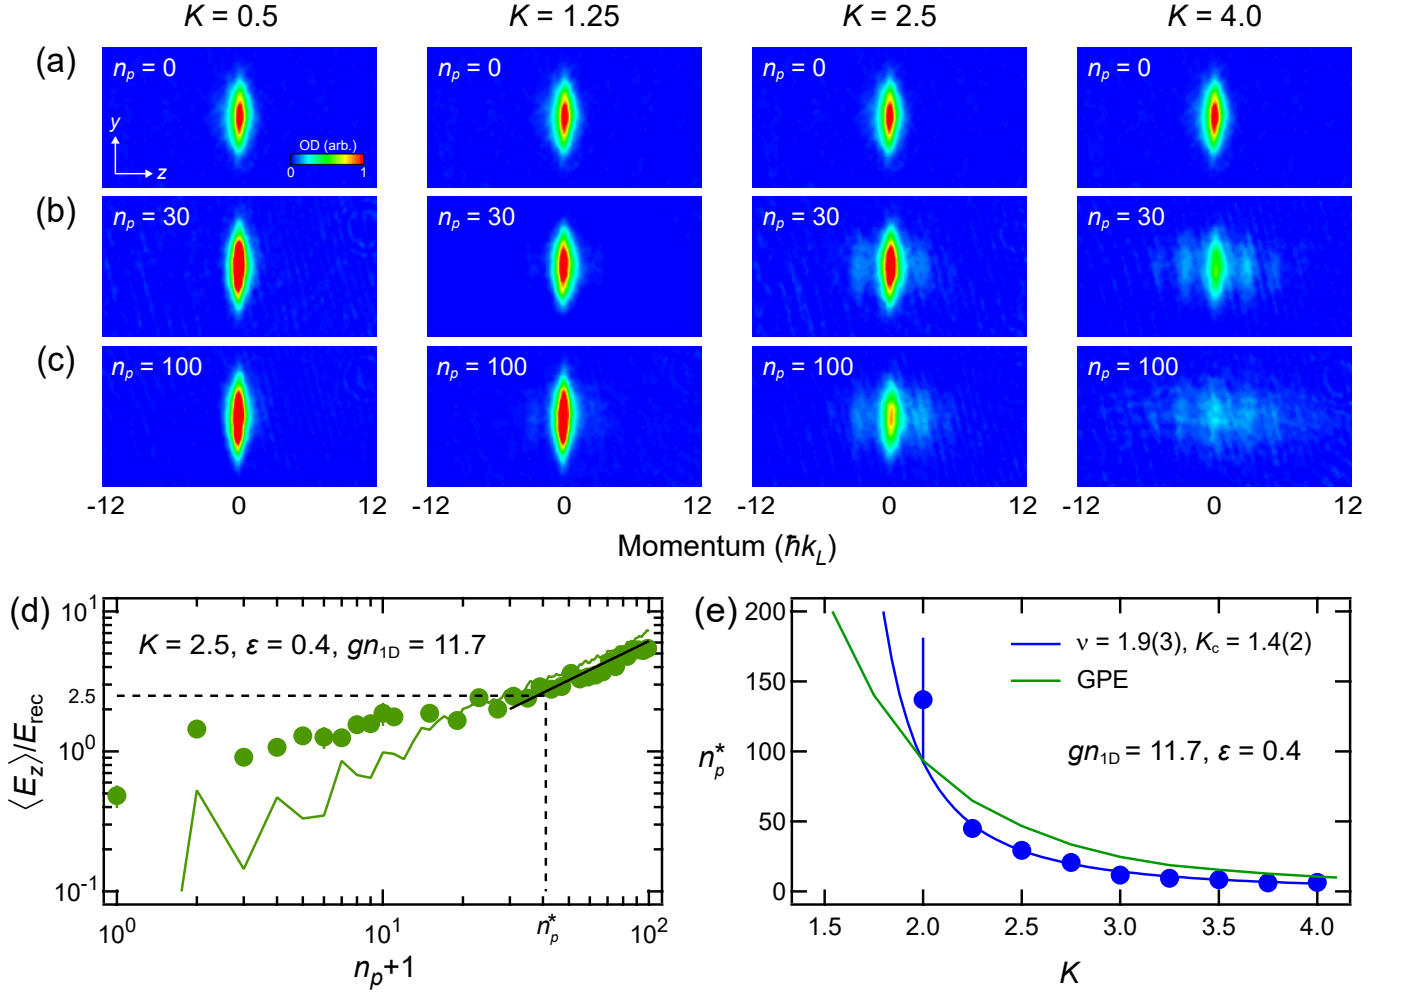 K = 0.5 K = 1.25 K = 2.5 K = 4.0
(a) n_p = 0 n_p = 0 n_p = 0 n_p = 0
y
z
OD (arb.)
0 1
(b) n_p = 30 n_p = 30 n_p = 30 n_p = 30
(c) n_p = 100 n_p = 100 n_p = 100 n_p = 100
-12 0 12 -12 0 12 -12 0 12 -12 0 12
Momentum (ħk_L)
(d)
K = 2.5, ε = 0.4, gn_1D = 11.7
⟨E_z⟩/E_rec
10^1
2.5
10^0
10^-1
10^0 10^1 n_p^* 10^2
n_p+1
(e)
ν = 1.9(3), K_c = 1.4(2)
GPE
gn_1D = 11.7, ε = 0.4
n_p^*
200
150
100
50
0
1.5 2.0 2.5 3.0 3.5 4.0
K